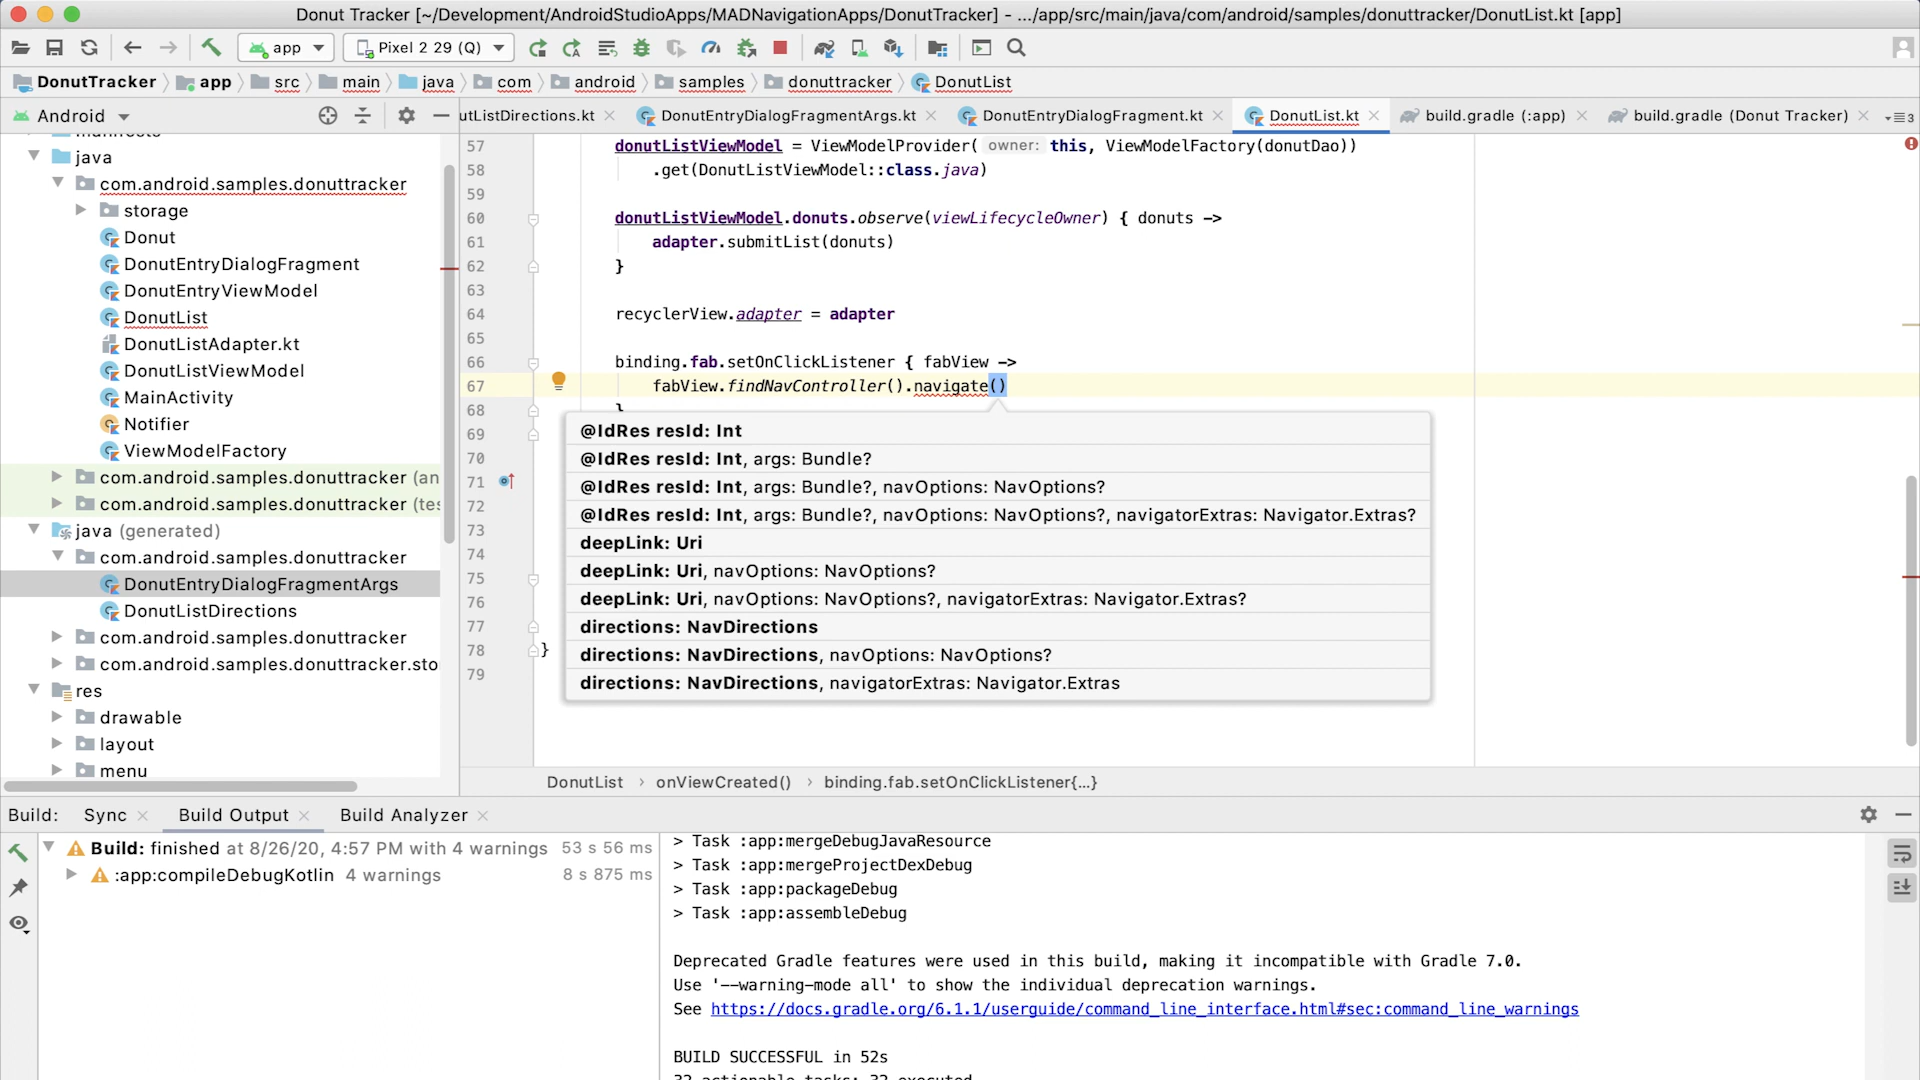 Donut Tracker [~/Development/AndroidStudioApps/MADNavigationApps/DonutTracker] - .../app/src/main/java/com/android/samples/donuttracker/DonutList.kt [app]
app
Pixel 2 29 (Q)
DonutTracker
app
src
main
java
com
android
samples
donuttracker
DonutList
Android
utListDirections.kt
DonutEntryDialogFragmentArgs.kt
DonutEntryDialogFragment.kt
DonutList.kt
build.gradle (:app)
build.gradle (Donut Tracker)
3
java
com.android.samples.donuttracker
storage
Donut
DonutEntryDialogFragment
DonutEntryViewModel
DonutList
DonutListAdapter.kt
DonutListViewModel
MainActivity
Notifier
ViewModelFactory
com.android.samples.donuttracker (an
com.android.samples.donuttracker (tes
java (generated)
com.android.samples.donuttracker
DonutEntryDialogFragmentArgs
DonutListDirections
com.android.samples.donuttracker
com.android.samples.donuttracker.sto
res
drawable
layout
menu
57 donutListViewModel = ViewModelProvider( owner: this, ViewModelFactory(donutDao))
58 .get(DonutListViewModel::class.java)
59
60 donutListViewModel.donuts.observe(viewLifecycleOwner) { donuts ->
61 adapter.submitList(donuts)
62 }
63
64 recyclerView.adapter = adapter
65
66 binding.fab.setOnClickListener { fabView ->
67 fabView.findNavController().navigate()
68 }
69
70
71
72
73
74
75
76
77
78 }
79
@IdRes resId: Int
@IdRes resId: Int, args: Bundle?
@IdRes resId: Int, args: Bundle?, navOptions: NavOptions?
@IdRes resId: Int, args: Bundle?, navOptions: NavOptions?, navigatorExtras: Navigator.Extras?
deepLink: Uri
deepLink: Uri, navOptions: NavOptions?
deepLink: Uri, navOptions: NavOptions?, navigatorExtras: Navigator.Extras?
directions: NavDirections
directions: NavDirections, navOptions: NavOptions?
directions: NavDirections, navigatorExtras: Navigator.Extras
DonutList › onViewCreated() › binding.fab.setOnClickListener{...}
Build: Sync Build Output Build Analyzer
Build: finished at 8/26/20, 4:57 PM with 4 warnings 53 s 56 ms
:app:compileDebugKotlin 4 warnings 8 s 875 ms
> Task :app:mergeDebugJavaResource
> Task :app:mergeProjectDexDebug
> Task :app:packageDebug
> Task :app:assembleDebug
Deprecated Gradle features were used in this build, making it incompatible with Gradle 7.0.
Use '--warning-mode all' to show the individual deprecation warnings.
See https://docs.gradle.org/6.1.1/userguide/command_line_interface.html#sec:command_line_warnings
BUILD SUCCESSFUL in 52s